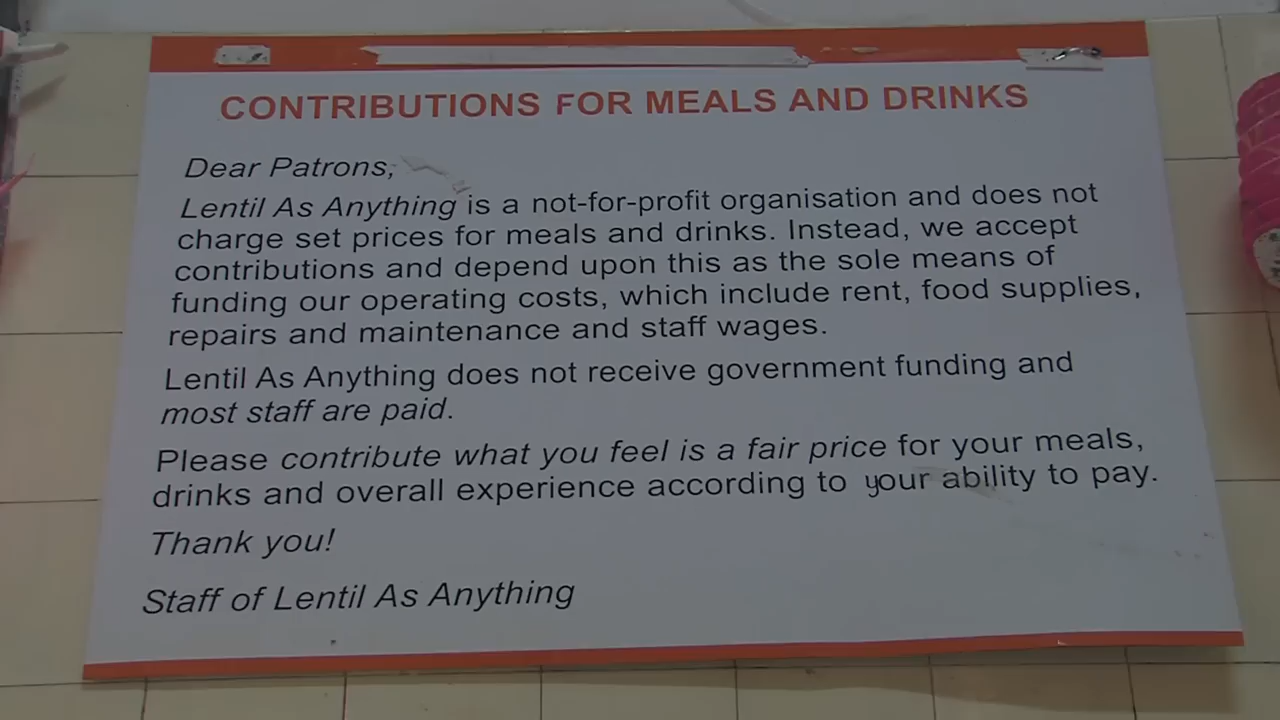 CONTRIBUTIONS FOR MEALS AND DRINKS
Dear Patrons,
Lentil As Anything is a not-for-profit organisation and does not
charge set prices for meals and drinks. Instead, we accept
contributions and depend upon this as the sole means of
funding our operating costs, which include rent, food supplies,
repairs and maintenance and staff wages.
Lentil As Anything does not receive government funding and
most staff are paid.
Please contribute what you feel is a fair price for your meals,
drinks and overall experience according to your ability to pay.
Thank you!
Staff of Lentil As Anything